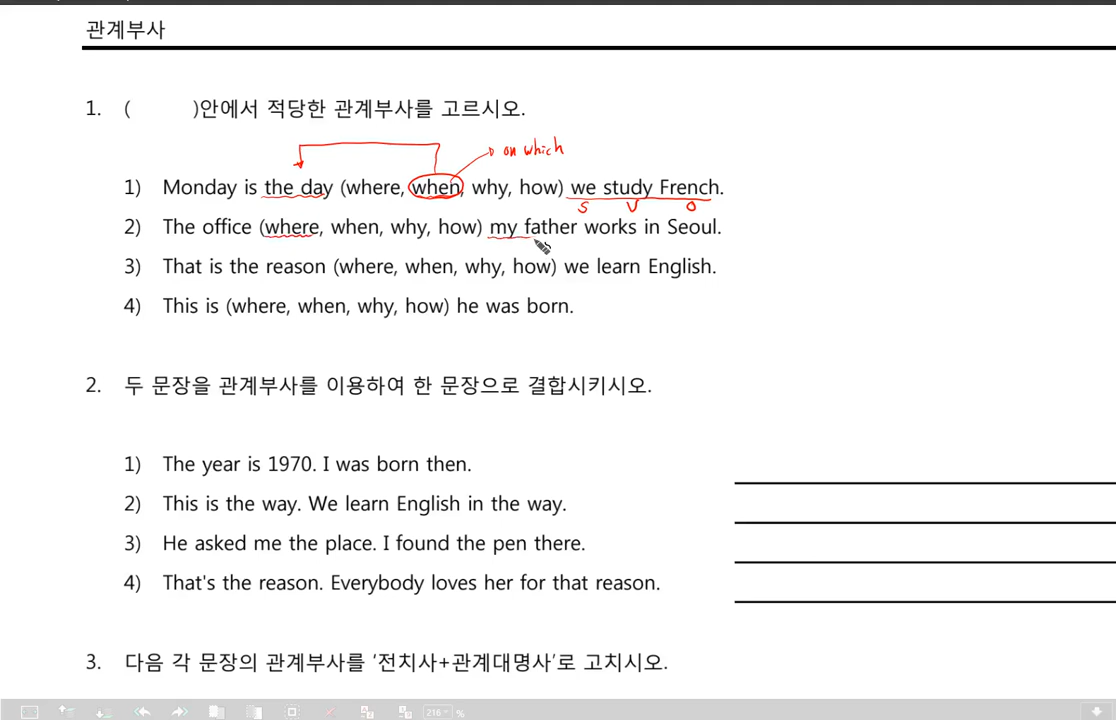 관계부사
1. ( )안에서 적당한 관계부사를 고르시오.
on which
1) Monday is the day (where, when, why, how) we study French.
S V O
2) The office (where, when, why, how) my father works in Seoul.
3) That is the reason (where, when, why, how) we learn English.
4) This is (where, when, why, how) he was born.
2. 두 문장을 관계부사를 이용하여 한 문장으로 결합시키시오.
1) The year is 1970. I was born then.
2) This is the way. We learn English in the way.
3) He asked me the place. I found the pen there.
4) That's the reason. Everybody loves her for that reason.
3. 다음 각 문장의 관계부사를 '전치사+관계대명사'로 고치시오.
216 %